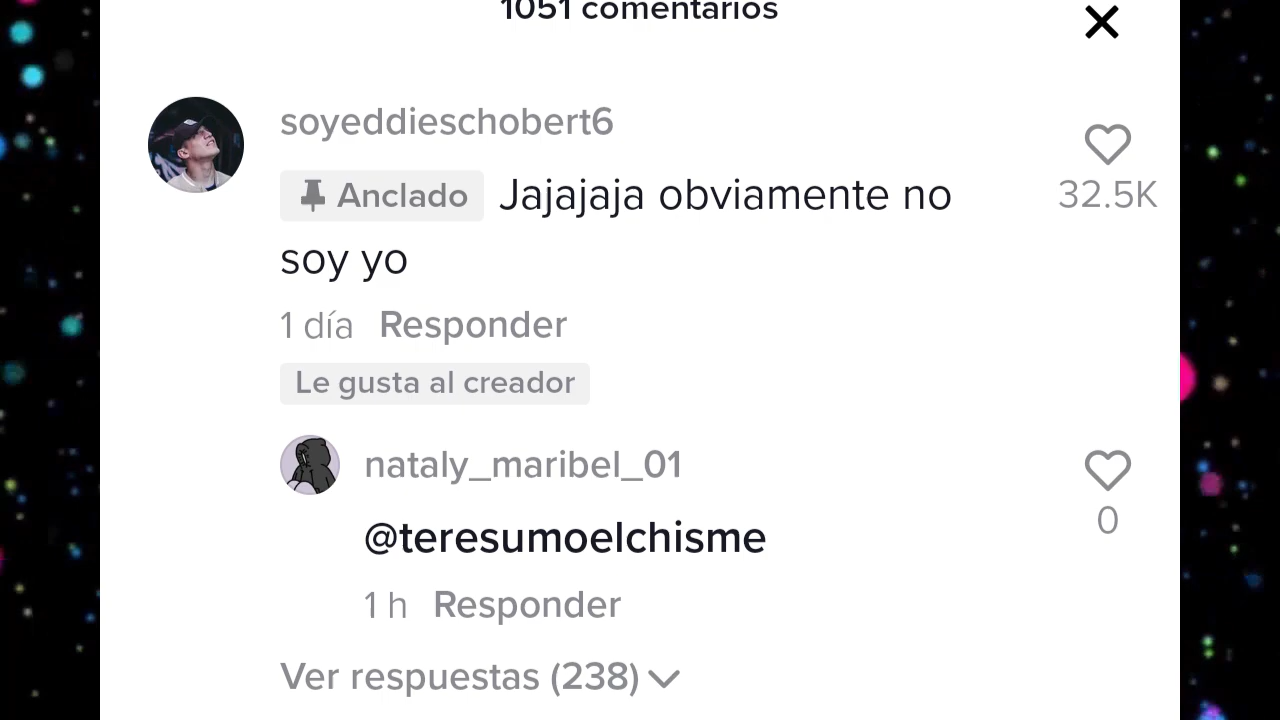 1051 comentarios
soyeddieschobert6
Anclado Jajajaja obviamente no
32.5K
soy yo
1 día Responder
Le gusta al creador
nataly_maribel_01
@teresumoelchisme
0
1 h Responder
Ver respuestas (238)